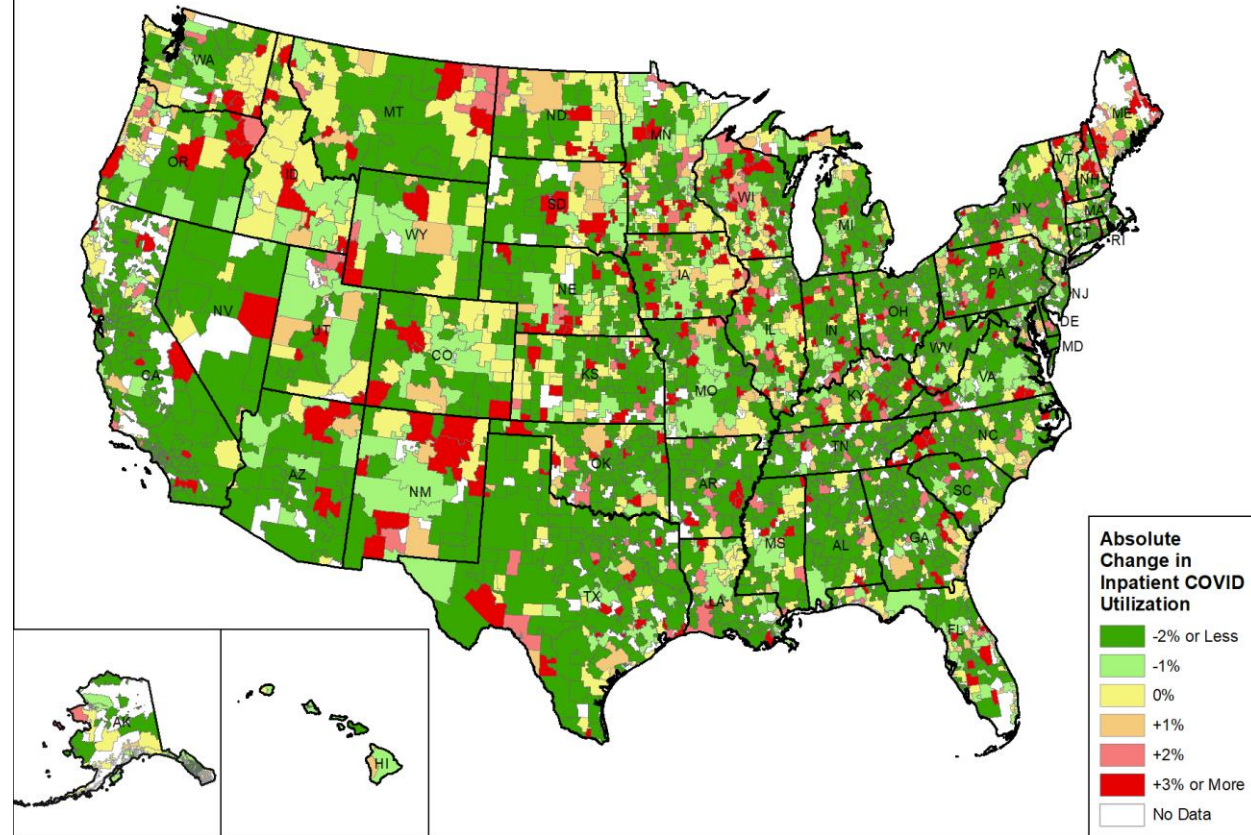 WA
MT
ND
MN
ME
OR
ID
SD
WI
VT
NH
NY
MA
CT
RI
WY
MI
IA
PA
NJ
NE
NV
UT
CO
IL
IN
OH
DE
MD
WV
VA
CA
KS
MO
KY
NC
TN
AZ
NM
OK
AR
SC
MS
AL
GA
TX
LA
FL
AK
HI
Absolute
Change in
Inpatient COVID
Utilization
-2% or Less
-1%
0%
+1%
+2%
+3% or More
No Data